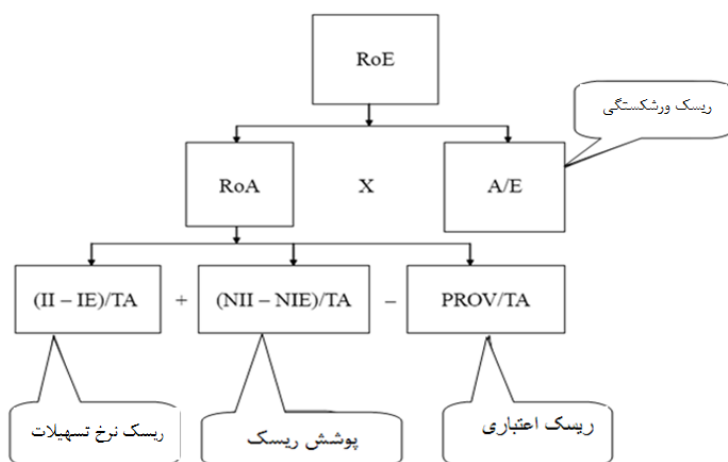 RoE
ریسک ورشکستگی
RoA
X
A/E
(II – IE)/TA
+
(NII – NIE)/TA
–
PROV/TA
ریسک نرخ تسهیلات
پوشش ریسک
ریسک اعتباری